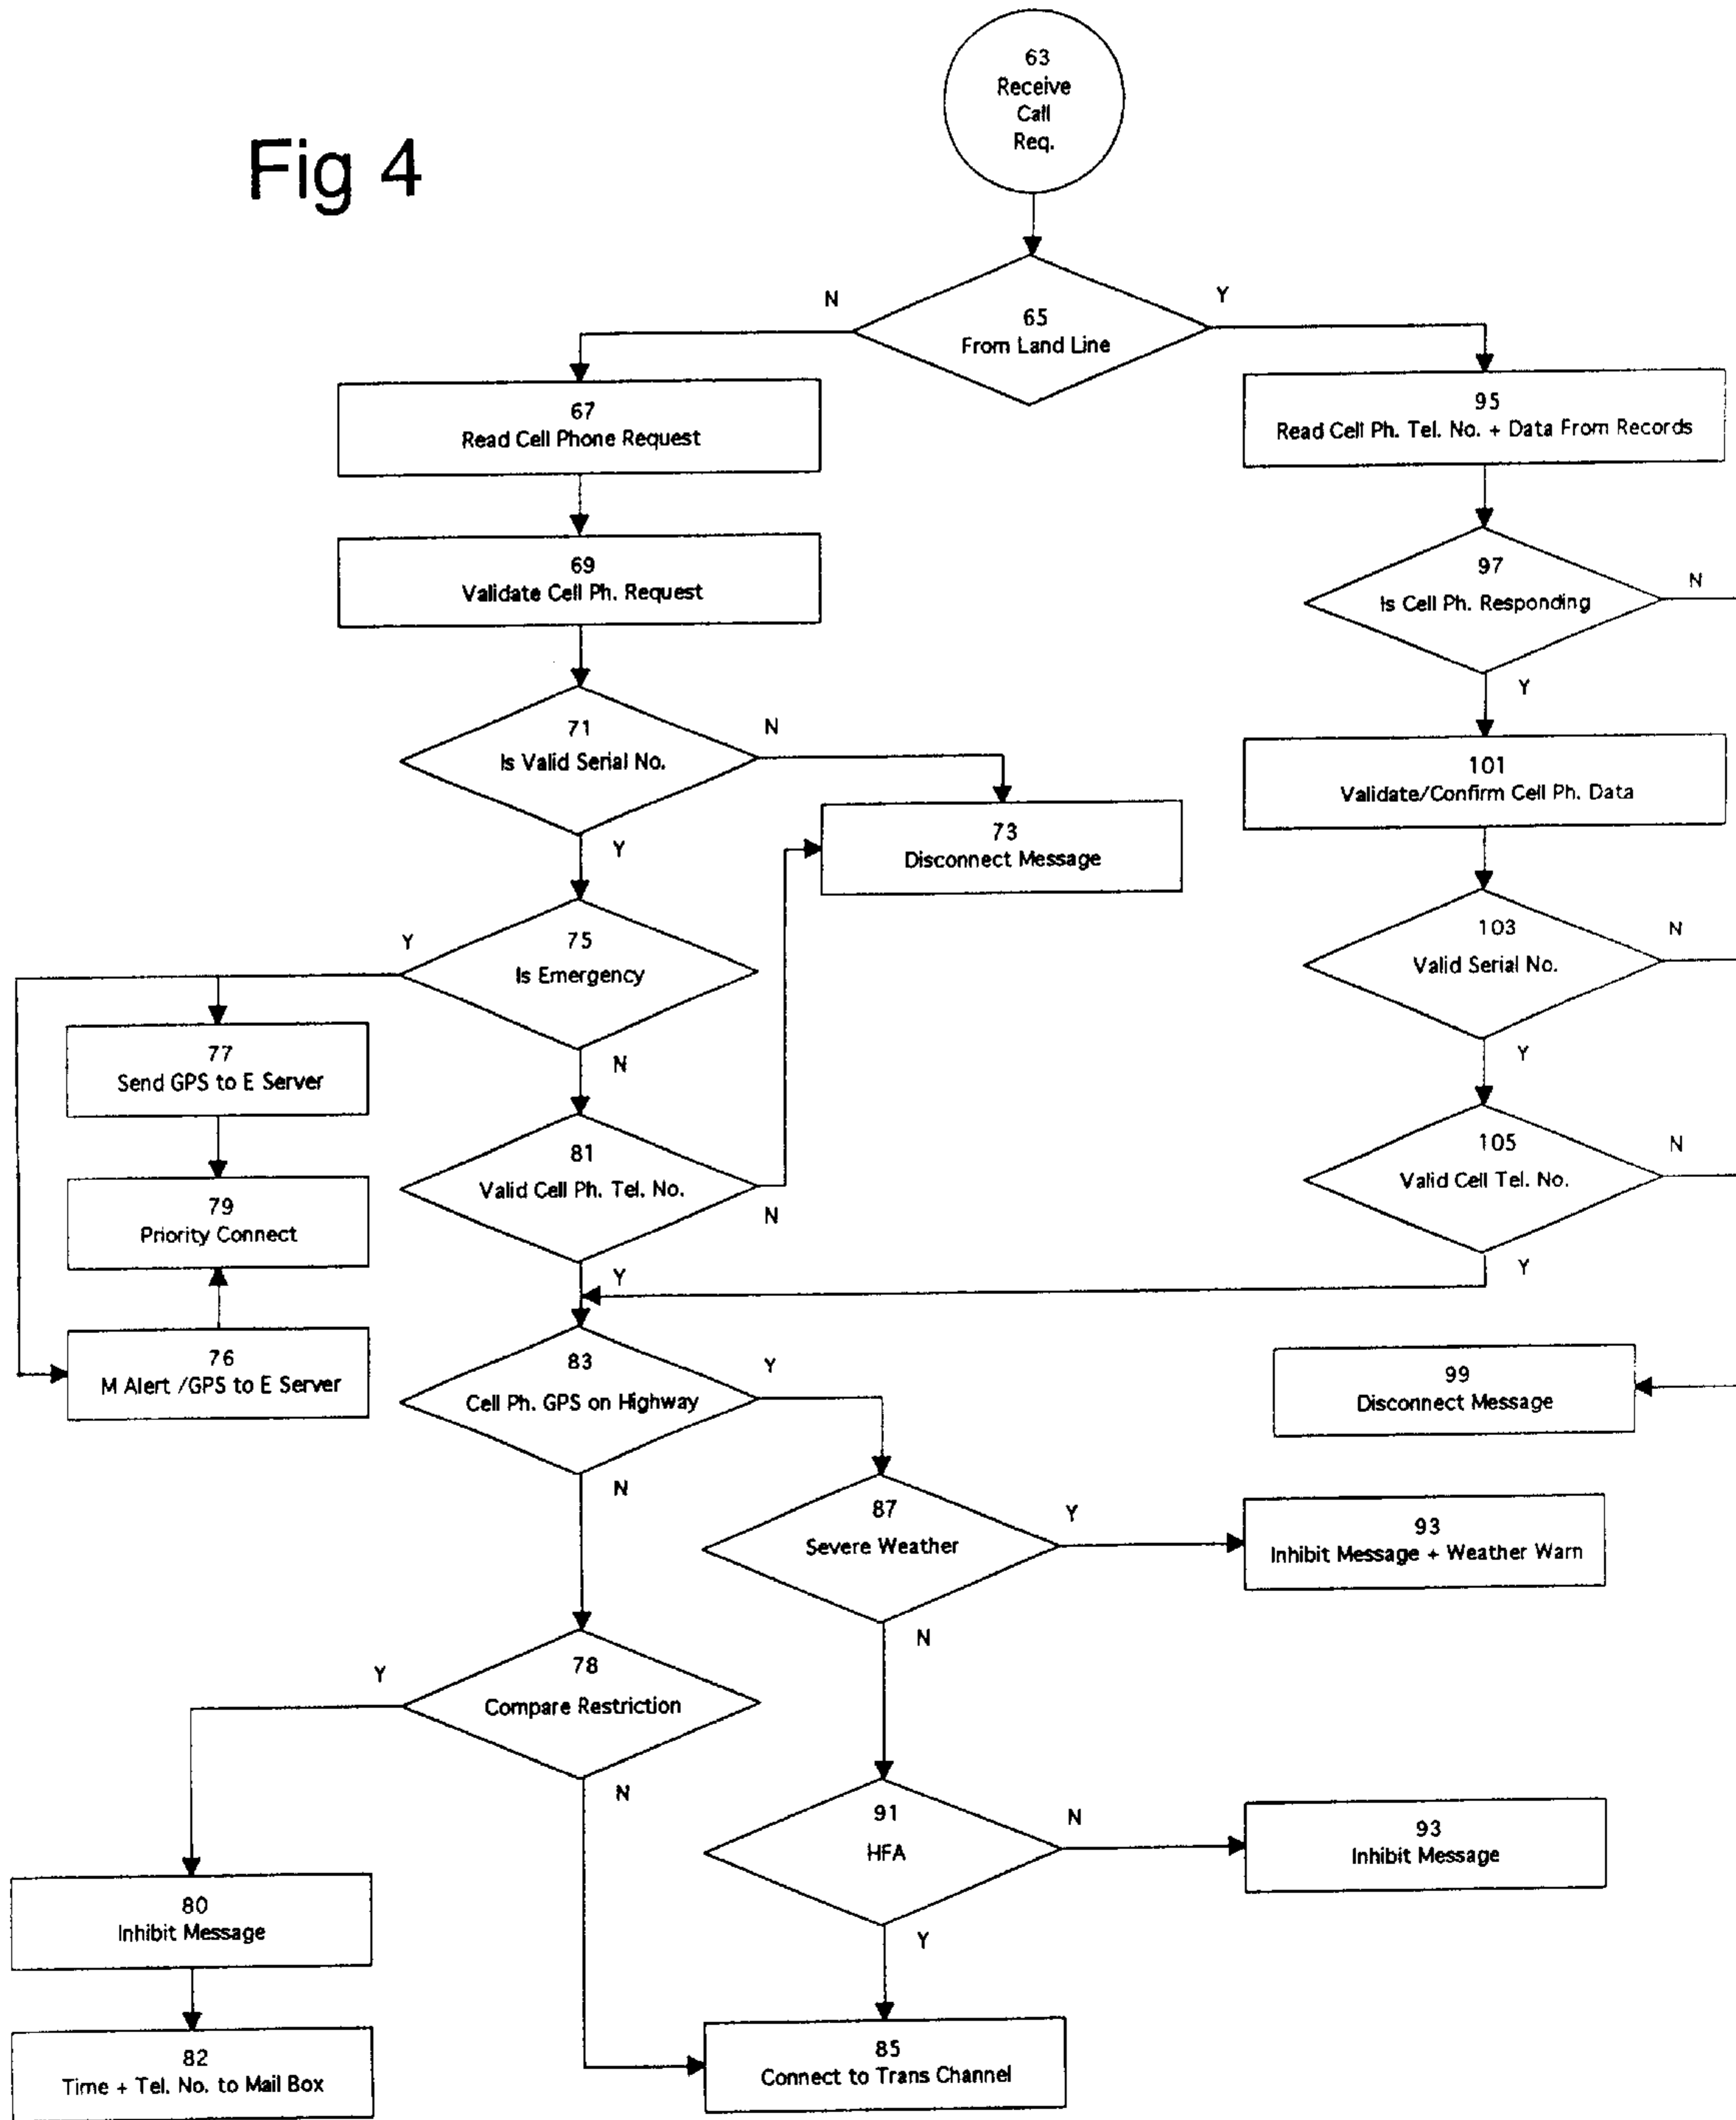 Fig 4
63
Receive
Call
Req.
N
Y
65
From Land Line
67
Read Cell Phone Request
95
Read Cell Ph. Tel. No. + Data From Records
69
Validate Cell Ph. Request
97
Is Cell Ph. Responding
N
Y
71
Is Valid Serial No.
N
Y
101
Validate/Confirm Cell Ph. Data
73
Disconnect Message
75
Is Emergency
Y
N
103
Valid Serial No.
N
Y
77
Send GPS to E Server
81
Valid Cell Ph. Tel. No.
N
Y
105
Valid Cell Tel. No.
N
Y
79
Priority Connect
76
M Alert /GPS to E Server
83
Cell Ph. GPS on Highway
Y
N
99
Disconnect Message
87
Severe Weather
Y
N
93
Inhibit Message + Weather Warn
78
Compare Restriction
Y
N
91
HFA
N
Y
93
Inhibit Message
80
Inhibit Message
82
Time + Tel. No. to Mail Box
85
Connect to Trans Channel